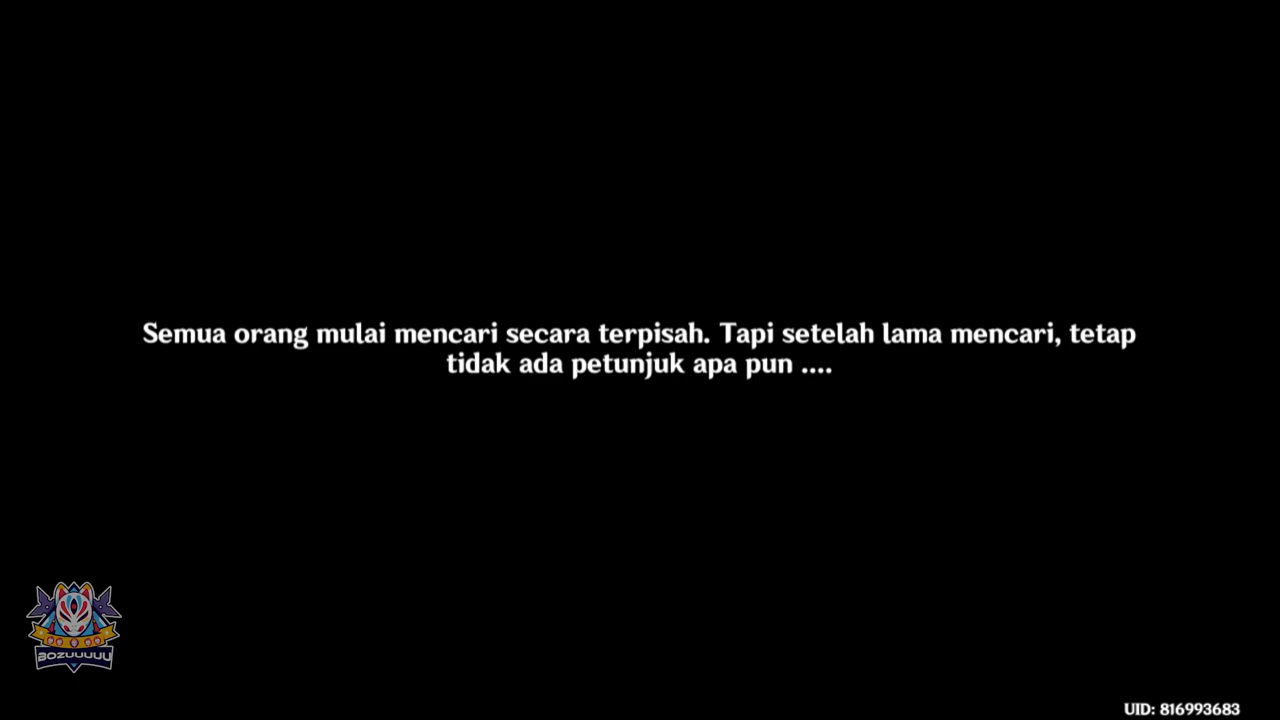 Semua orang mulai mencari secara terpisah. Tapi setelah lama mencari, tetap
tidak ada petunjuk apa pun ....
BOZUUUUU
UID: 816993683